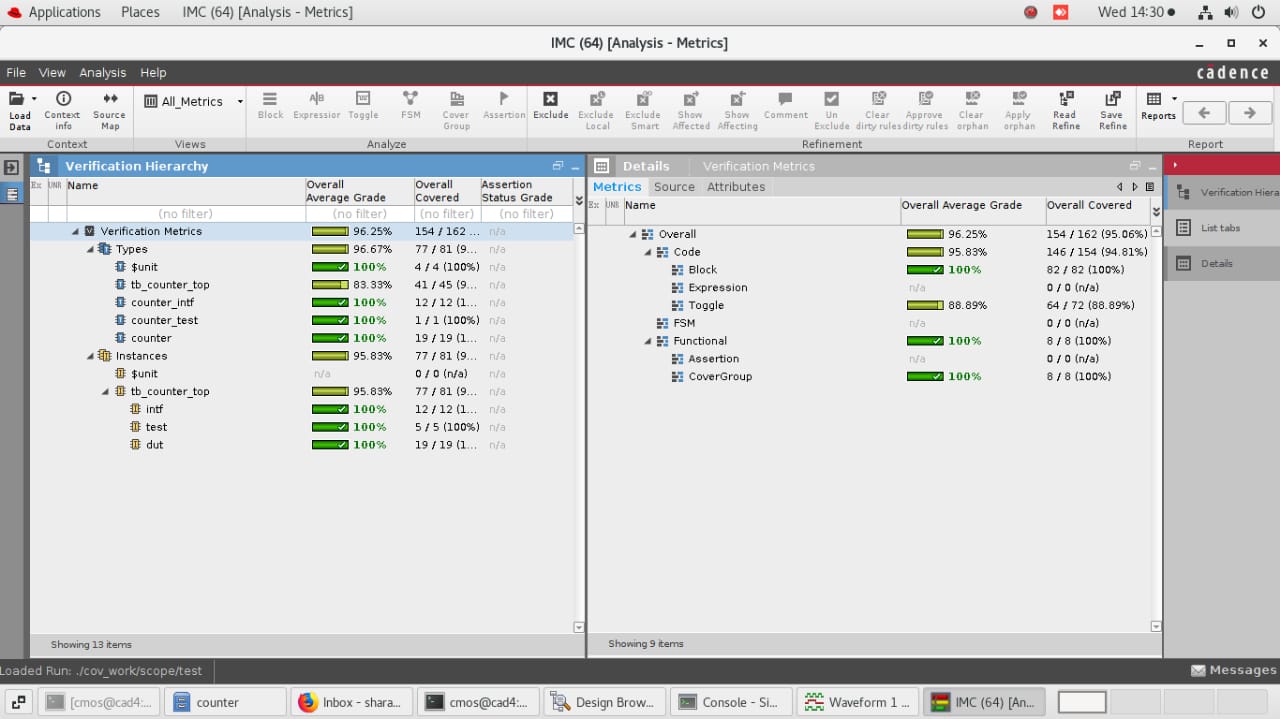 Applications Places IMC (64) [Analysis - Metrics] Wed 14:30
IMC (64) [Analysis - Metrics]
File View Analysis Help cādence
All_Metrics
Load Data Context info Source Map Block Expression Toggle FSM Cover Group Assertion Exclude Exclude Local Exclude Smart Show Affected Show Affecting Comment Un Exclude Clear dirty rules Approve dirty rules Clear orphan Apply orphan Read Refine Save Refine Reports
Context Views Analyze Refinement Report
Verification Hierarchy
Ex UNR Name Overall Average Grade Overall Covered Assertion Status Grade
(no filter) (no filter) (no filter) (no filter)
Verification Metrics 96.25% 154 / 162 ... n/a
Types 96.67% 77 / 81 (9... n/a
$unit 100% 4 / 4 (100%) n/a
tb_counter_top 83.33% 41 / 45 (9... n/a
counter_intf 100% 12 / 12 (1... n/a
counter_test 100% 1 / 1 (100%) n/a
counter 100% 19 / 19 (1... n/a
Instances 95.83% 77 / 81 (9... n/a
$unit n/a 0 / 0 (n/a) n/a
tb_counter_top 95.83% 77 / 81 (9... n/a
intf 100% 12 / 12 (1... n/a
test 100% 5 / 5 (100%) n/a
dut 100% 19 / 19 (1... n/a
Showing 13 items
Details Verification Metrics
Metrics Source Attributes
Ex UNR Name Overall Average Grade Overall Covered
(no filter) (no filter) (no filter)
Overall 96.25% 154 / 162 (95.06%)
Code 95.83% 146 / 154 (94.81%)
Block 100% 82 / 82 (100%)
Expression n/a 0 / 0 (n/a)
Toggle 88.89% 64 / 72 (88.89%)
FSM n/a 0 / 0 (n/a)
Functional 100% 8 / 8 (100%)
Assertion n/a 0 / 0 (n/a)
CoverGroup 100% 8 / 8 (100%)
Showing 9 items
Verification Hiera
List tabs
Details
Loaded Run: ./cov_work/scope/test Messages
[cmos@cad4:... counter Inbox - shara... cmos@cad4:... Design Brow... Console - Si... Waveform 1 ... IMC (64) [An...